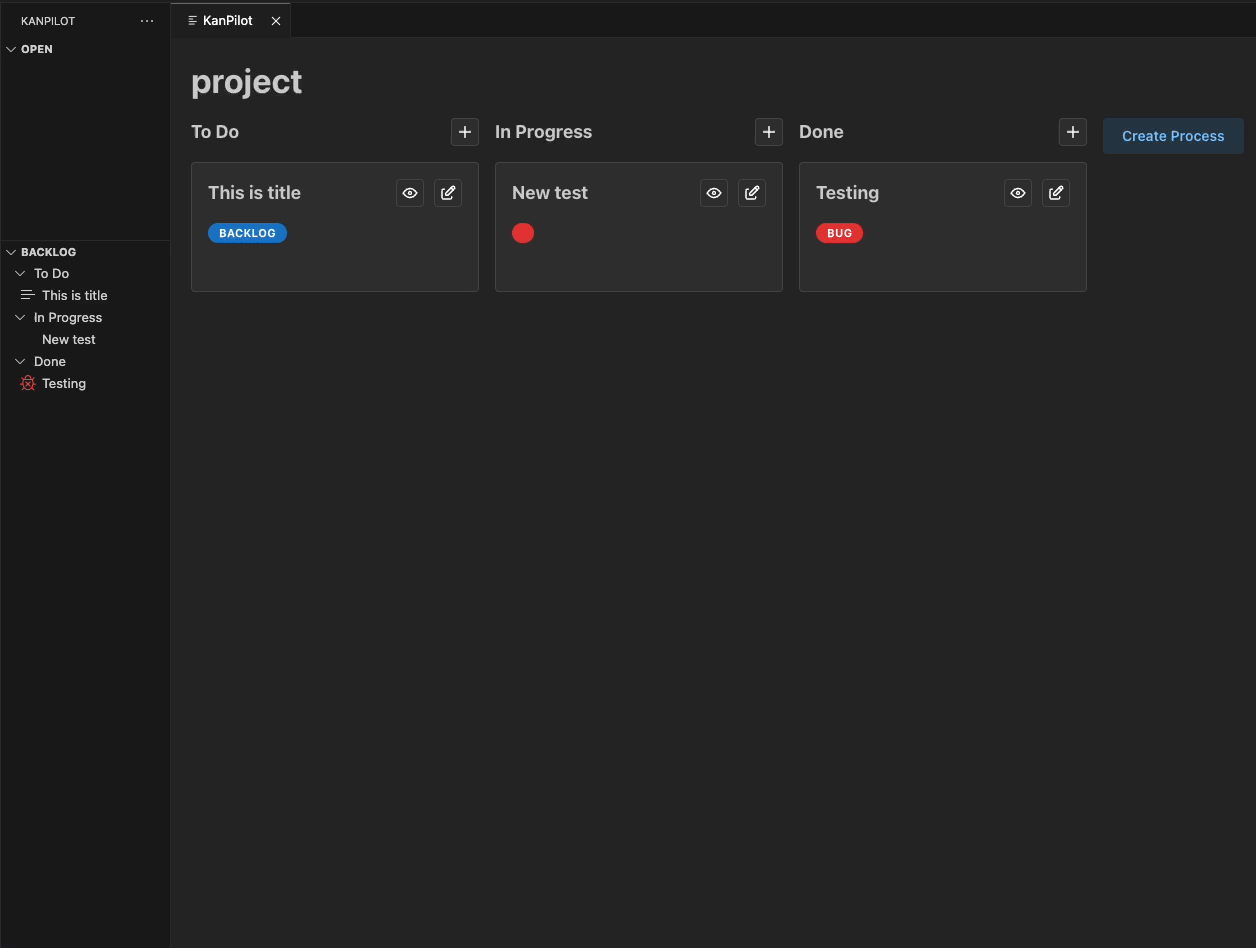 KANPILOT
OPEN
BACKLOG
To Do
This is title
In Progress
New test
Done
Testing
KanPilot
project
To Do
In Progress
Done
Create Process
This is title
BACKLOG
New test
Testing
BUG